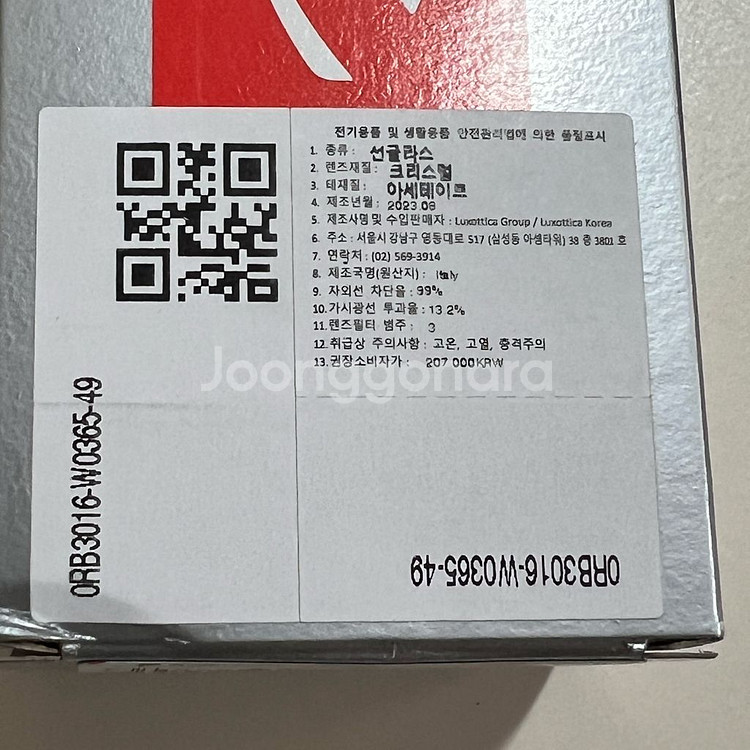 전기용품 및 생활용품 안전관리법에 의한 품질표시
1. 종류 : 선글라스
2. 렌즈재질 : 크리스털
3. 테재질 : 아세테이트
4. 제조년월 : 2023.08
5. 제조사명 및 수입판매자 : Luxottica Group / Luxottica Korea
6. 주소 : 서울시 강남구 영동대로 517 (삼성동 아셈타워) 38 층 3801 호
7. 연락처 : (02) 569-3914
8. 제조국명(원산지) : Italy
9. 자외선 차단율 : 99%
10. 가시광선 투과율 : 13.2%
11. 렌즈필터 범주 : 3
12. 취급상 주의사항 : 고온, 고열, 충격주의
13. 권장소비자가 : 207 000KRW
Joonggonara
0RB3016-W0365-49
0RB3016-W0365-49